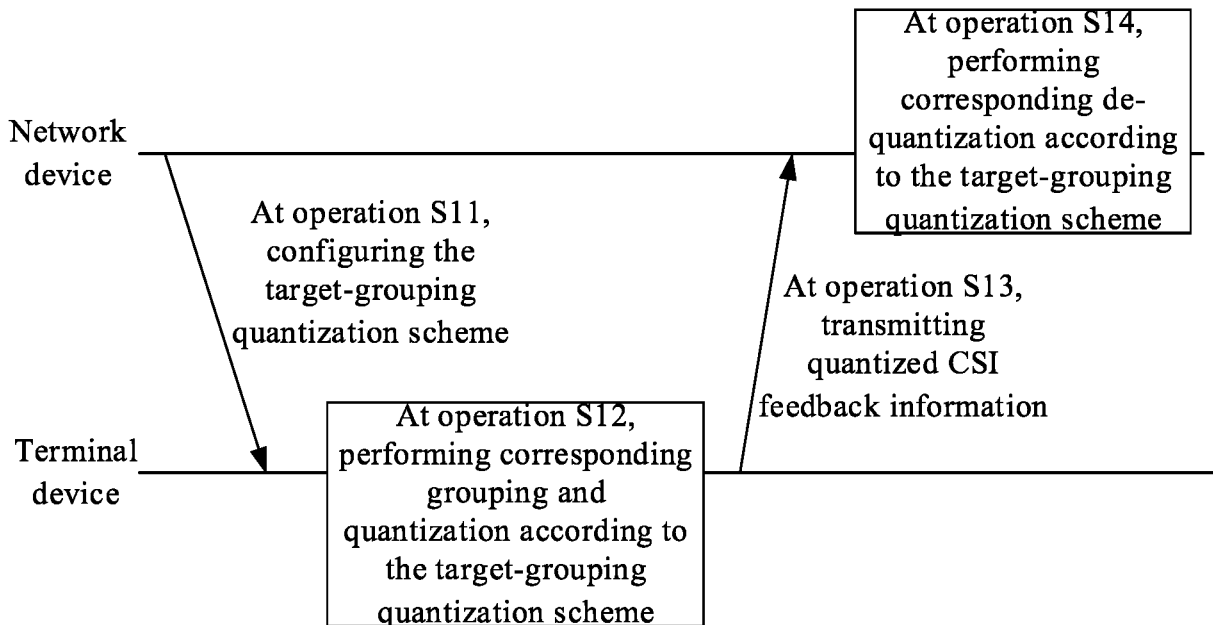 Network
device
At operation S11,
configuring the
target-grouping
quantization scheme
Terminal
device
At operation S12,
performing corresponding
grouping and
quantization according to
the target-grouping
quantization scheme
At operation S13,
transmitting
quantized CSI
feedback information
At operation S14,
performing
corresponding de-
quantization according
to the target-grouping
quantization scheme